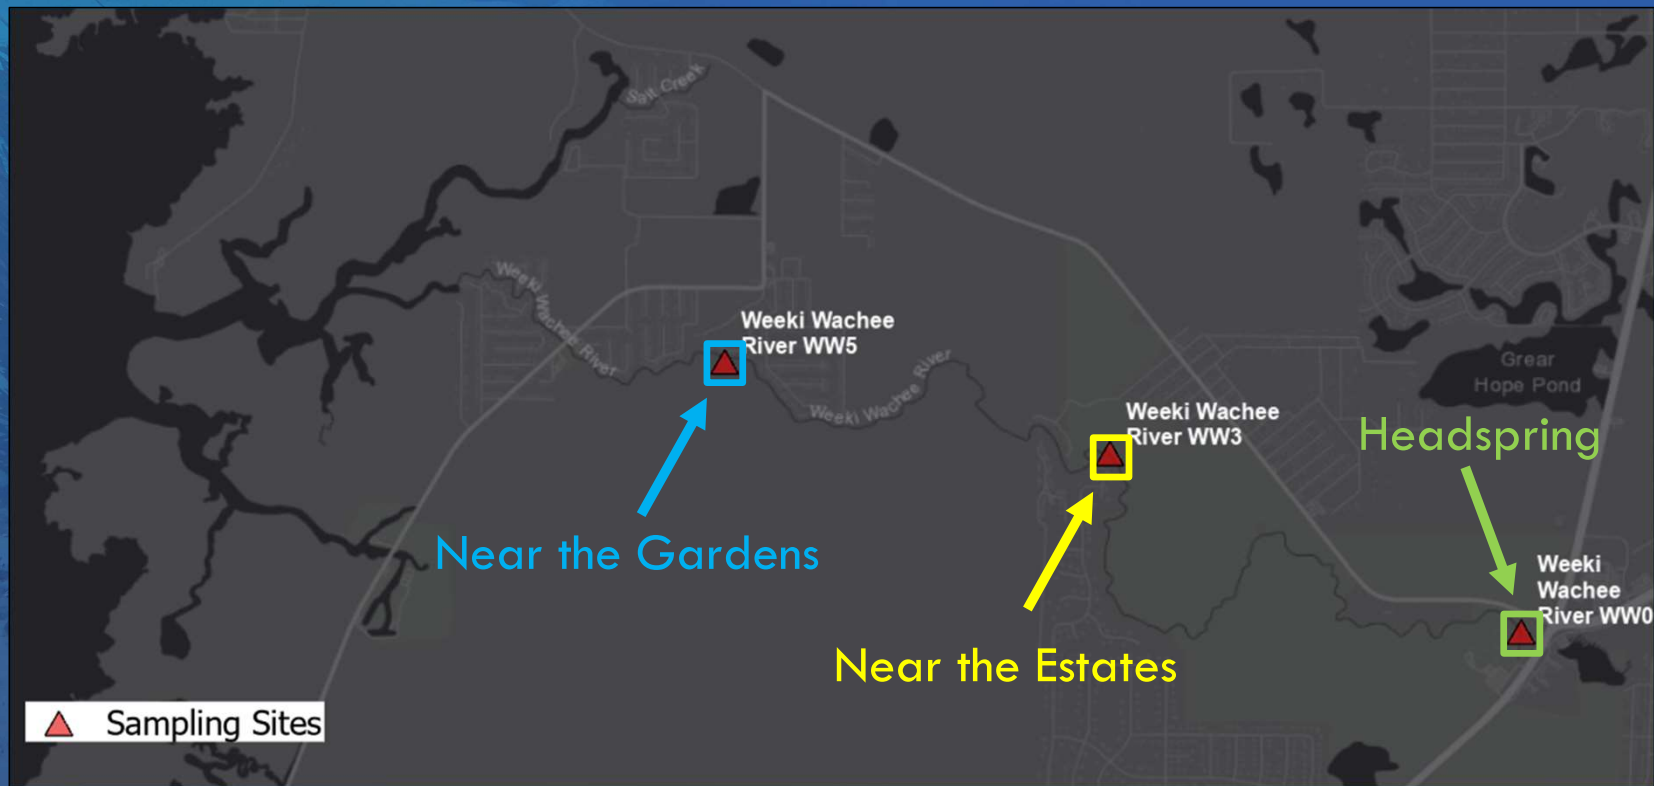 Salt Creek
Weeki Wachee River
Weeki Wachee
River WW5
Weeki Wachee River
Grear
Hope Pond
Weeki Wachee
River WW3
Headspring
Near the Gardens
Weeki
Wachee
River WW0
Near the Estates
Sampling Sites